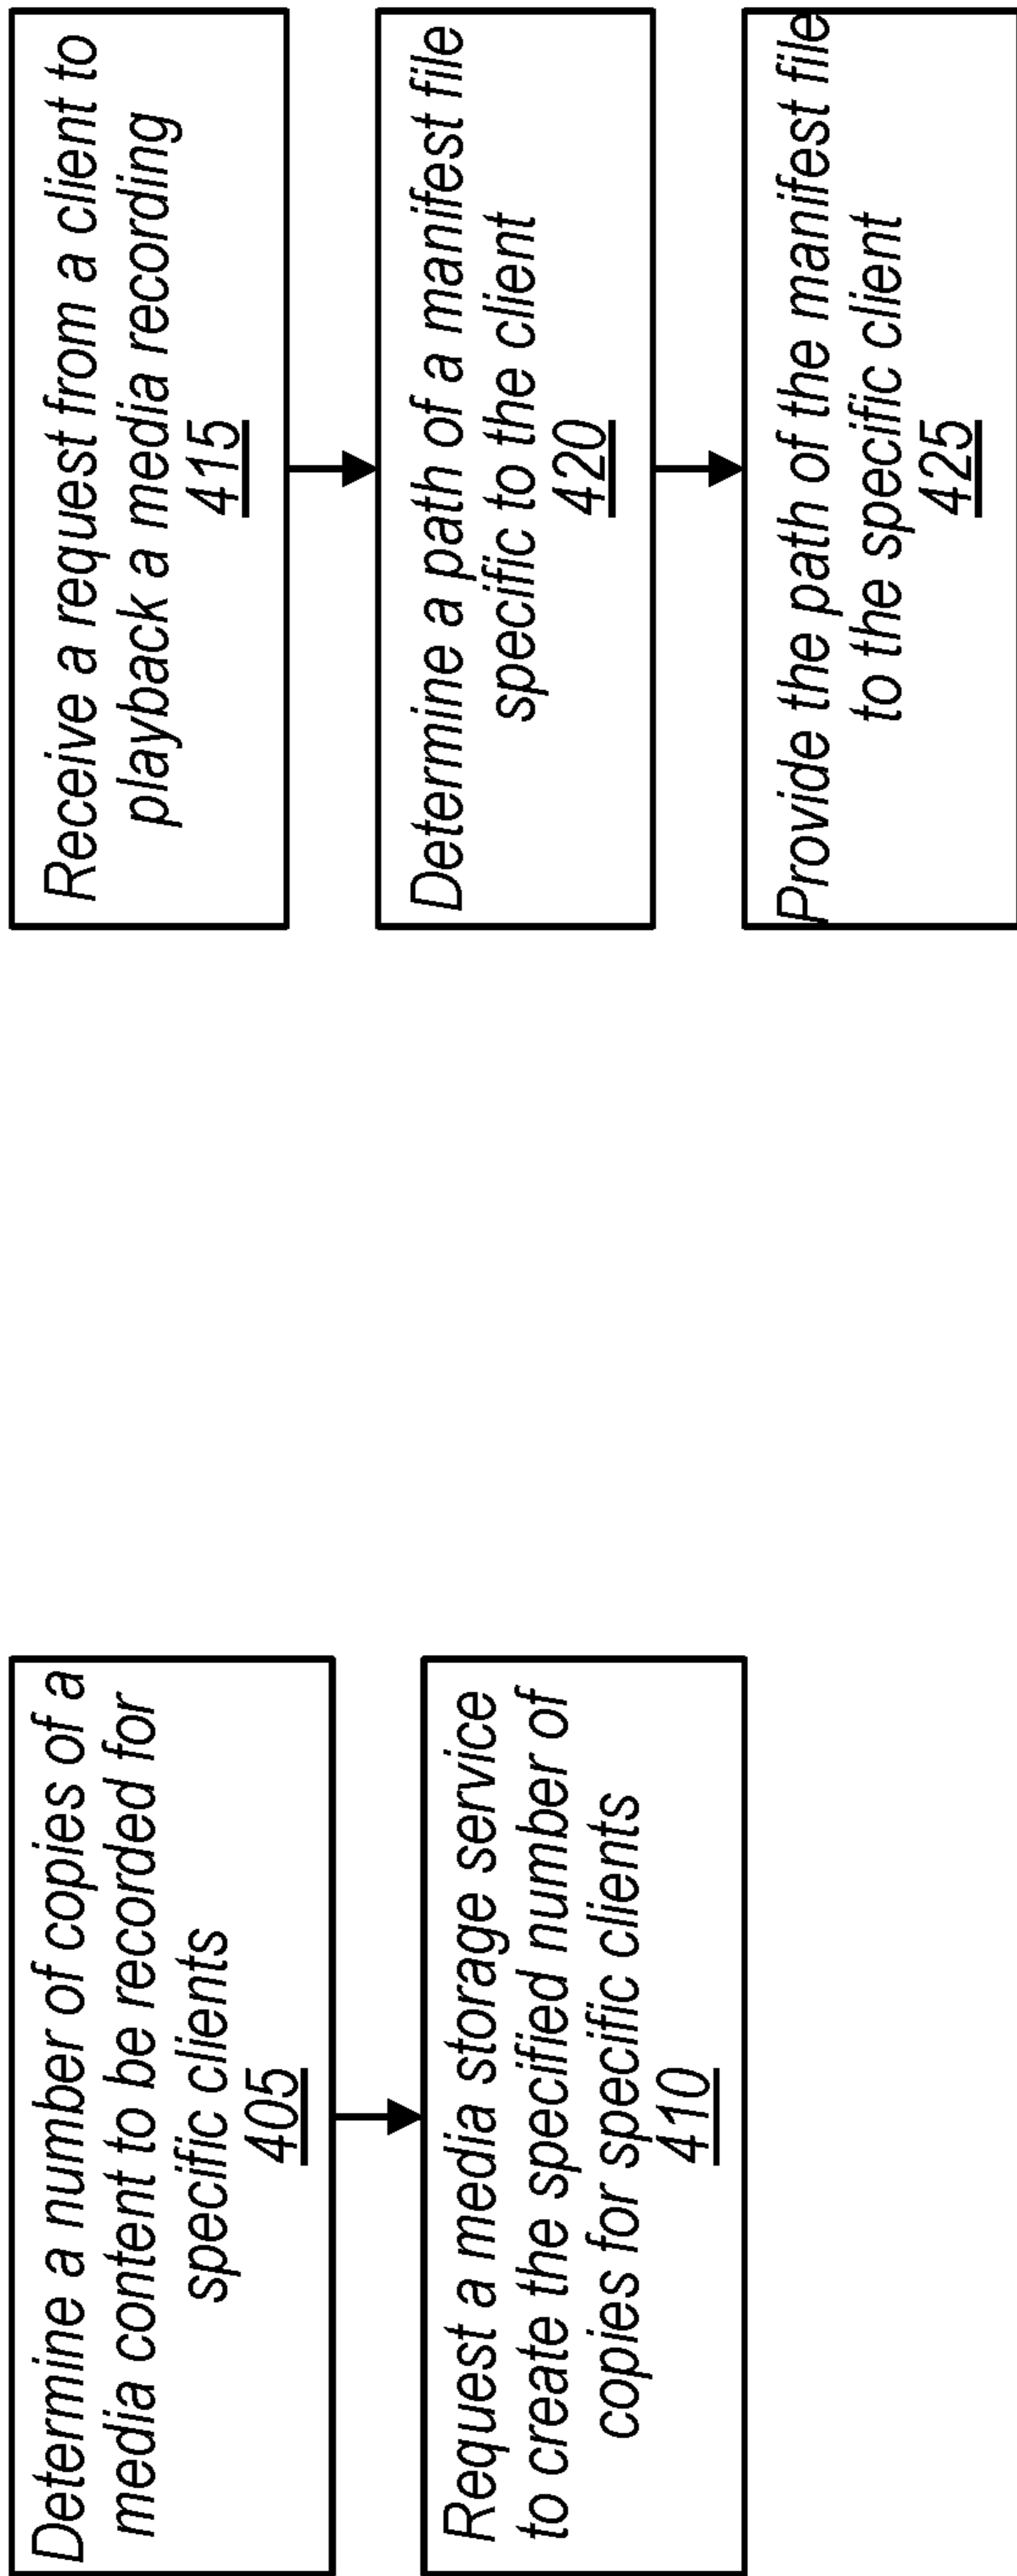 Determine a number of copies of a
media content to be recorded for
specific clients
405
Request a media storage service
to create the specified number of
copies for specific clients
410
Receive a request from a client to
playback a media recording
415
Determine a path of a manifest file
specific to the client
420
Provide the path of the manifest file
to the specific client
425